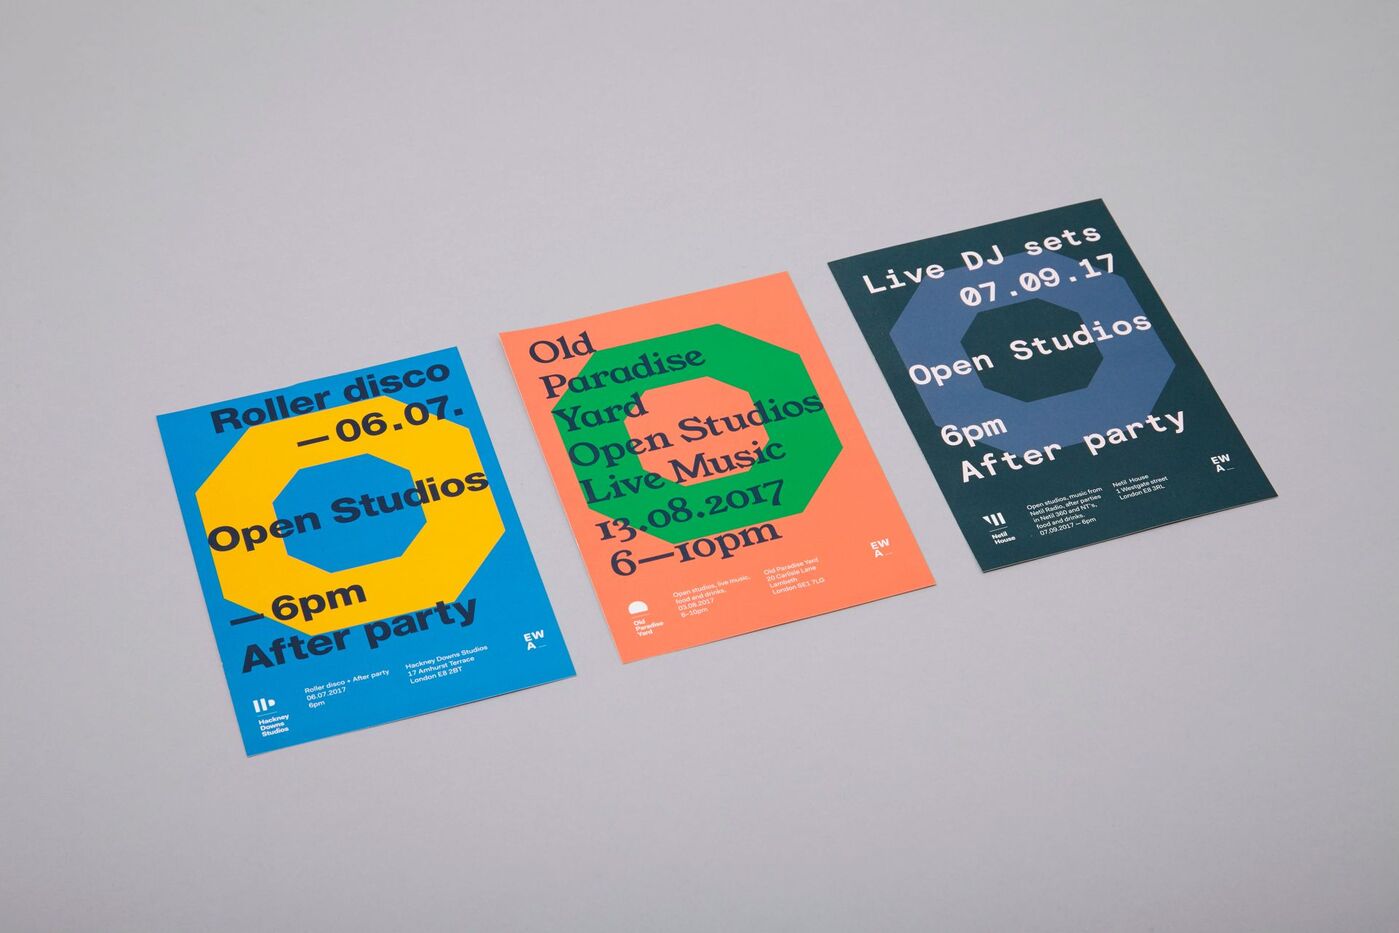 Roller disco
—06.07.
Open Studios
—6pm
After party
Hackney
Downs
Studios
Roller disco + After party
06.07.2017
6pm
Hackney Downs Studios
17 Amhurst Terrace
London E8 2BT
EW
A_
Old
Paradise
Yard
Open Studios
Live Music
13.08.2017
6—10pm
Old
Paradise
Yard
Open studios, live music,
food and drinks.
03.08.2017
6–10pm
Old Paradise Yard
20 Carlisle Lane
Lambeth
London SE1 7LG
EW
A_
Live DJ sets
07.09.17
Open Studios
6pm
After party
Netil
House
Open studios, music from
Netil Radio, after parties
in Netil 360 and NT's,
food and drinks.
07.09.2017 — 6pm
Netil House
1 Westgate street
London E8 3RL
EW
A_